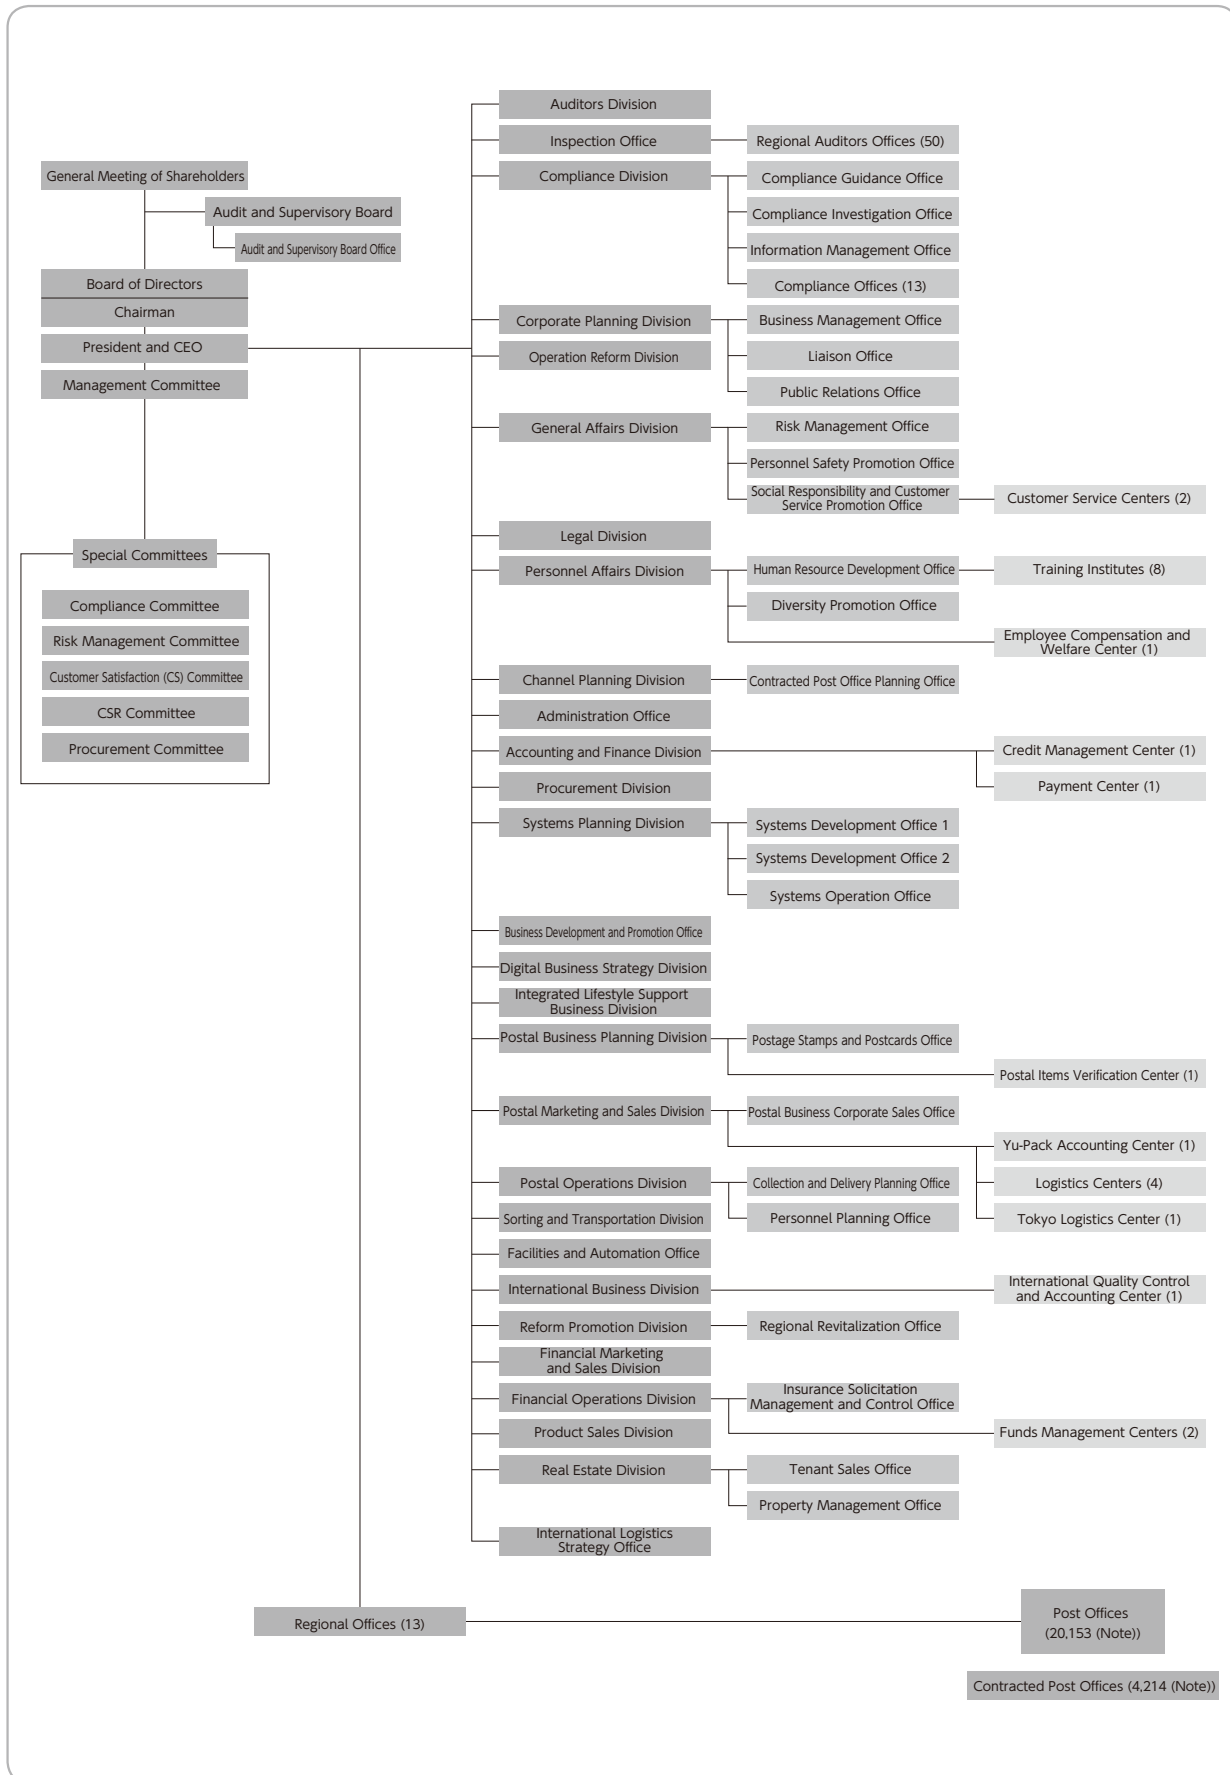 General Meeting of Shareholders
Audit and Supervisory Board
Audit and Supervisory Board Office
Board of Directors
Chairman
President and CEO
Management Committee
Special Committees
Compliance Committee
Risk Management Committee
Customer Satisfaction (CS) Committee
CSR Committee
Procurement Committee
Auditors Division
Inspection Office
Regional Auditors Offices (50)
Compliance Division
Compliance Guidance Office
Compliance Investigation Office
Information Management Office
Compliance Offices (13)
Corporate Planning Division
Business Management Office
Operation Reform Division
Liaison Office
Public Relations Office
General Affairs Division
Risk Management Office
Personnel Safety Promotion Office
Social Responsibility and Customer
Service Promotion Office
Customer Service Centers (2)
Legal Division
Personnel Affairs Division
Human Resource Development Office
Training Institutes (8)
Diversity Promotion Office
Employee Compensation and
Welfare Center (1)
Channel Planning Division
Contracted Post Office Planning Office
Administration Office
Accounting and Finance Division
Credit Management Center (1)
Payment Center (1)
Procurement Division
Systems Planning Division
Systems Development Office 1
Systems Development Office 2
Systems Operation Office
Business Development and Promotion Office
Digital Business Strategy Division
Integrated Lifestyle Support
Business Division
Postal Business Planning Division
Postage Stamps and Postcards Office
Postal Items Verification Center (1)
Postal Marketing and Sales Division
Postal Business Corporate Sales Office
Yu-Pack Accounting Center (1)
Logistics Centers (4)
Tokyo Logistics Center (1)
Postal Operations Division
Collection and Delivery Planning Office
Personnel Planning Office
Sorting and Transportation Division
Facilities and Automation Office
International Business Division
International Quality Control
and Accounting Center (1)
Reform Promotion Division
Regional Revitalization Office
Financial Marketing
and Sales Division
Financial Operations Division
Insurance Solicitation
Management and Control Office
Funds Management Centers (2)
Product Sales Division
Real Estate Division
Tenant Sales Office
Property Management Office
International Logistics
Strategy Office
Regional Offices (13)
Post Offices
(20,153 (Note))
Contracted Post Offices (4,214 (Note))